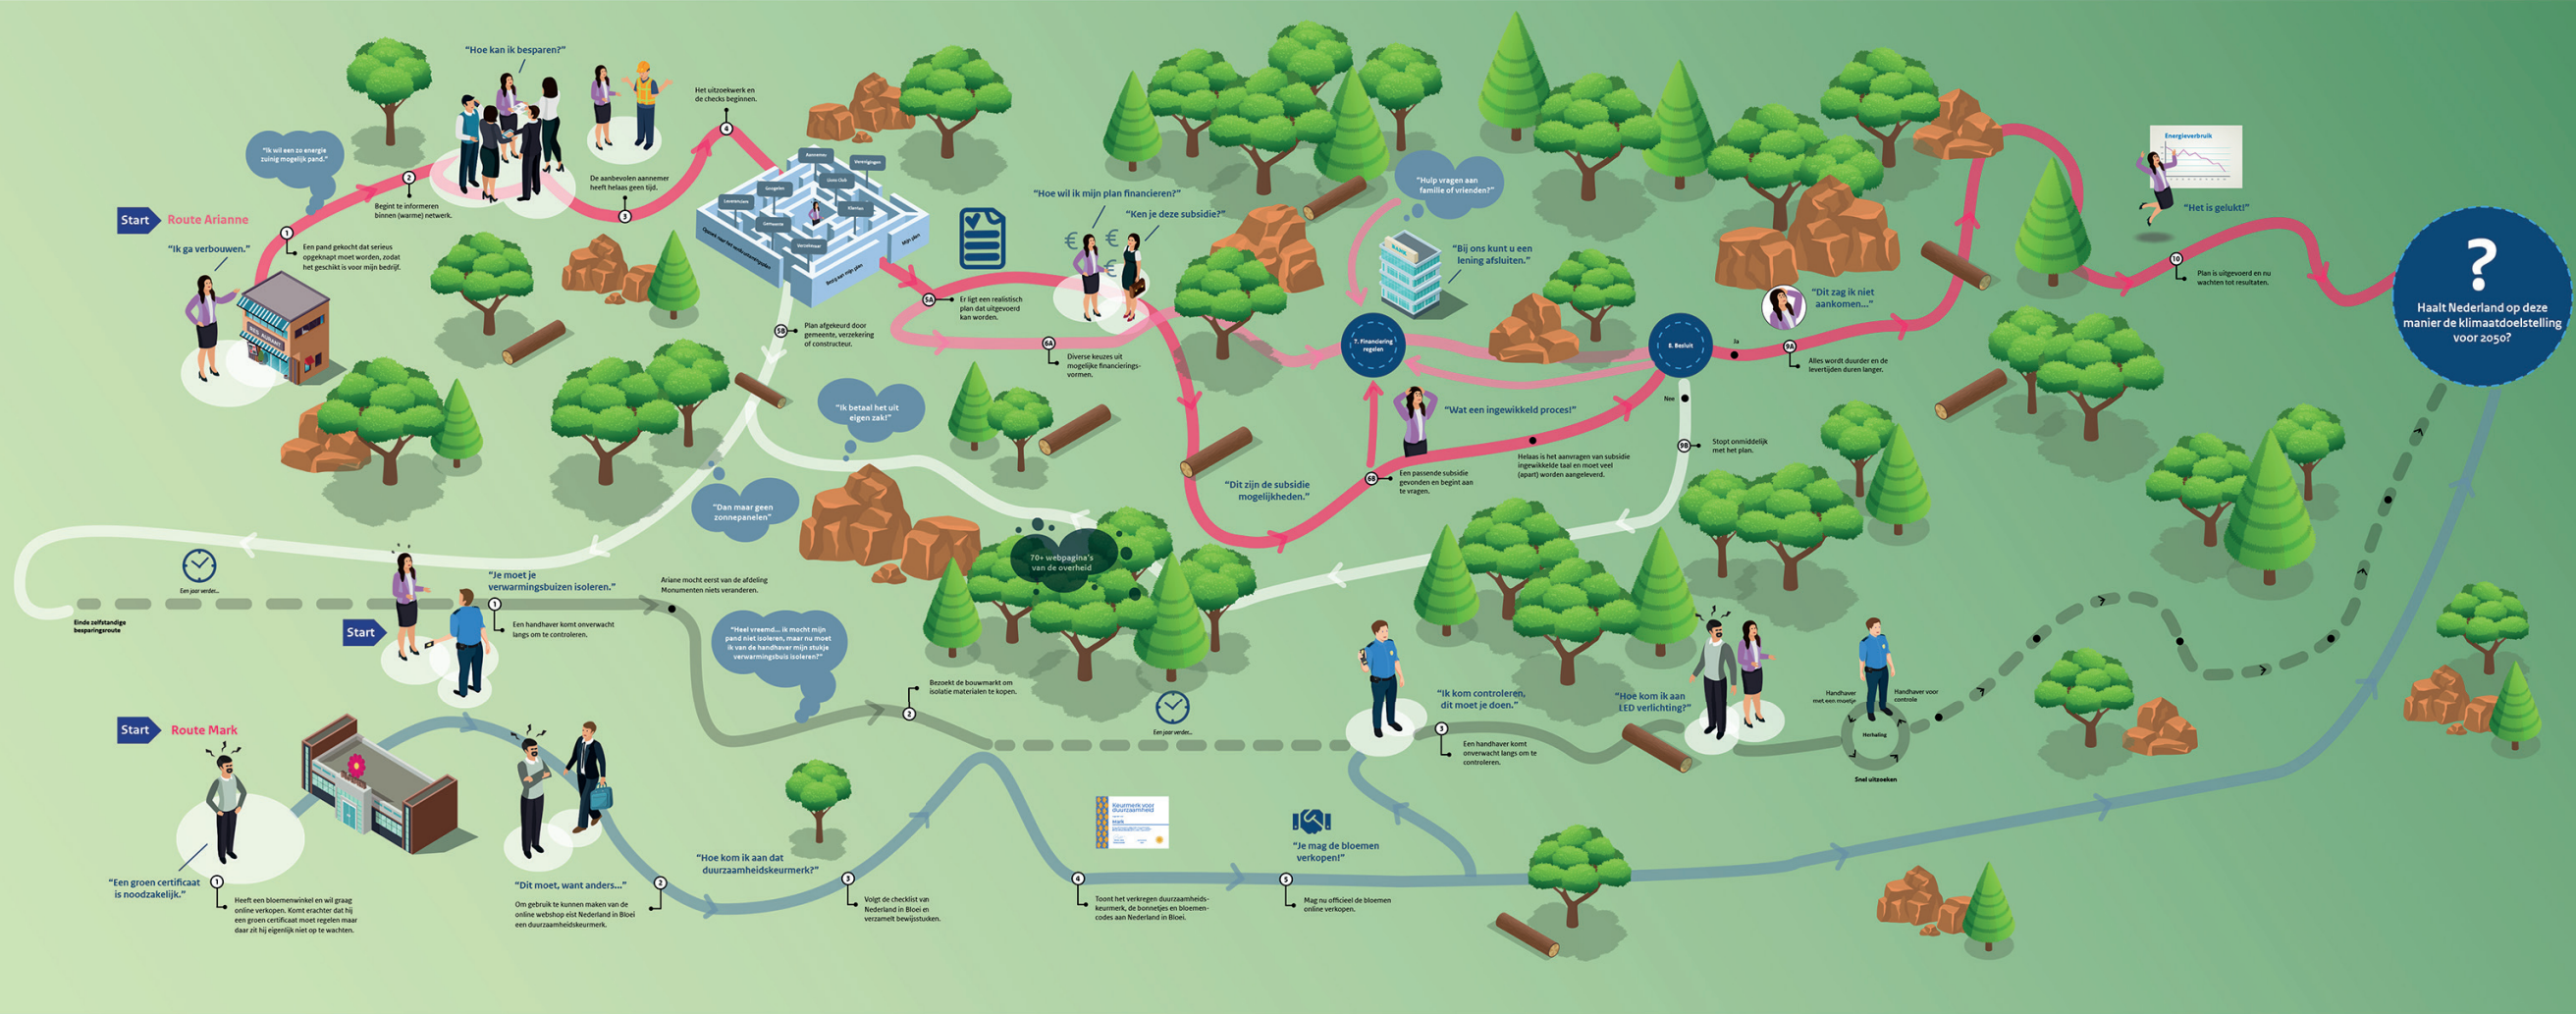 Start
Route Arianne
“Ik ga verbouwen.”
1
Een pand gekocht dat serieus
opgeknapt moet worden, zodat
het geschikt is voor mijn bedrijf.
RESTAURANT
“Ik wil een zo energie
zuinig mogelijk pand.”
2
Begint te informeren
binnen (warme) netwerk.
“Hoe kan ik besparen?”
De aanbevolen aannemer
heeft helaas geen tijd.
3
Het uitzoekwerk en
de checks beginnen.
4
Aannemer
Verenigingen
Lions Club
Googelen
Leveranciers
Gemeente
Mijn plan
5A
Er ligt een realistisch
plan dat uitgevoerd
kan worden.
5B
Plan afgekeurd door
gemeente, verzekering
of constructeur.
“Hoe wil ik mijn plan financieren?”
“Ken je deze subsidie?”
6A
Diverse keuzes uit
mogelijke financierings-
vormen.
“Hulp vragen aan
familie of vrienden?”
BANK
“Bij ons kunt u een
lening afsluiten.”
7. Financiering
regelen
“Dit zijn de subsidie
mogelijkheden.”
6B
Een passende subsidie
gevonden en begint aan
te vragen.
“Wat een ingewikkeld proces!”
Helaas is het aanvragen van subsidie
ingewikkelde taal en moet veel
(apart) worden aangeleverd.
8. Besluit
Ja
Nee
9A
Alles wordt duurder en de
levertijden duren langer.
“Dit zag ik niet
aankomen...”
9B
Stopt onmiddelijk
met het plan.
Energieverbruik
“Het is gelukt!”
10
Plan is uitgevoerd en nu
wachten tot resultaten.
?
Haalt Nederland op deze
manier de klimaatdoelstelling
voor 2050?
“Ik betaal het uit
eigen zak!”
“Dan maar geen
zonnepanelen”
70+ webpagina's
van de overheid
Een jaar verder...
Einde zelfstandige
besparingsroute
Start
“Je moet je
verwarmingsbuizen isoleren.”
1
Een handhaver komt onverwacht
langs om te controleren.
Ariane mocht eerst van de afdeling
Monumenten niets veranderen.
“Heel vreemd... ik mocht mijn
pand niet isoleren, maar nu moet
ik van de handhaver mijn stukje
verwarmingsbuis isoleren?”
Bezoekt de bouwmarkt om
isolatie materialen te kopen.
2
Een jaar verder...
“Ik kom controleren,
dit moet je doen.”
3
Een handhaver komt
onverwacht langs om te
controleren.
“Hoe kom ik aan
LED verlichting?”
Handhaver
met een moetje
Handhaver voor
controle
Herhaling
Snel uitzoeken
Start
Route Mark
“Een groen certificaat
is noodzakelijk.”
1
Heeft een bloemenwinkel en wil graag
online verkopen. Komt erachter dat hij
een groen certificaat moet regelen maar
daar zit hij eigenlijk niet op te wachten.
“Dit moet, want anders...”
2
Om gebruik te kunnen maken van de
online webshop eist Nederland in Bloei
een duurzaamheidskeurmerk.
“Hoe kom ik aan dat
duurzaamheidskeurmerk?”
3
Volgt de checklist van
Nederland in Bloei en
verzamelt bewijsstukken.
Keurmerk voor
duurzaamheid
Mark
4
Toont het verkregen duurzaamheids-
keurmerk, de bonnetjes en bloemen-
codes aan Nederland in Bloei.
“Je mag de bloemen
verkopen!”
5
Mag nu officieel de bloemen
online verkopen.